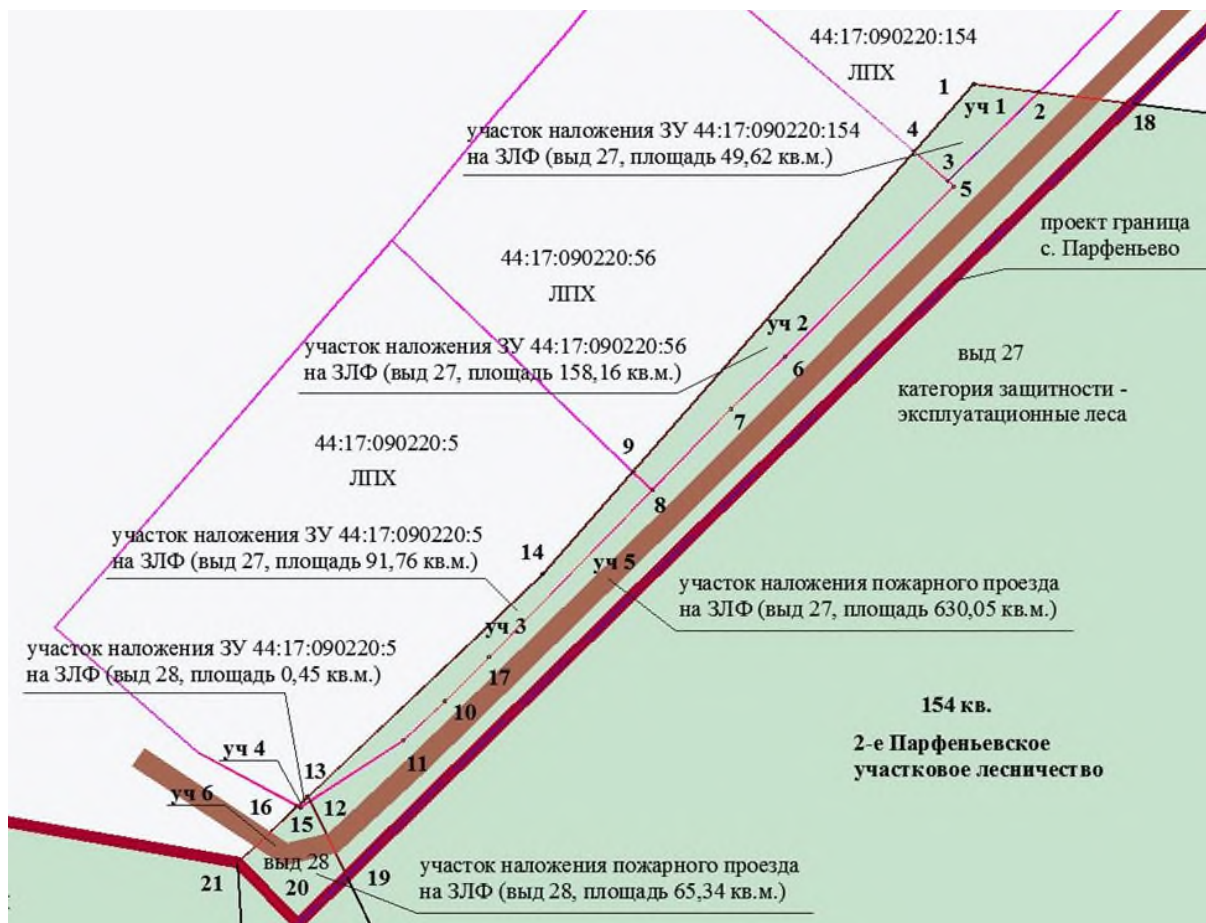 44:17:090220:154
ЛПХ
1
уч 1
2
18
участок наложения ЗУ 44:17:090220:154
на ЗЛФ (выд 27, площадь 49,62 кв.м.)
4
3
5
проект граница
с. Парфеньево
44:17:090220:56
ЛПХ
уч 2
участок наложения ЗУ 44:17:090220:56
на ЗЛФ (выд 27, площадь 158,16 кв.м.)
6
выд 27
категория защитности -
эксплуатационные леса
7
44:17:090220:5
ЛПХ
9
8
участок наложения ЗУ 44:17:090220:5
на ЗЛФ (выд 27, площадь 91,76 кв.м.)
14
уч 5
участок наложения пожарного проезда
на ЗЛФ (выд 27, площадь 630,05 кв.м.)
уч 3
участок наложения ЗУ 44:17:090220:5
на ЗЛФ (выд 28, площадь 0,45 кв.м.)
17
10
154 кв.
2-е Парфеньевское
участковое лесничество
уч 4
13
11
уч 6
16
15
12
выд 28
21
20
19
участок наложения пожарного проезда
на ЗЛФ (выд 28, площадь 65,34 кв.м.)